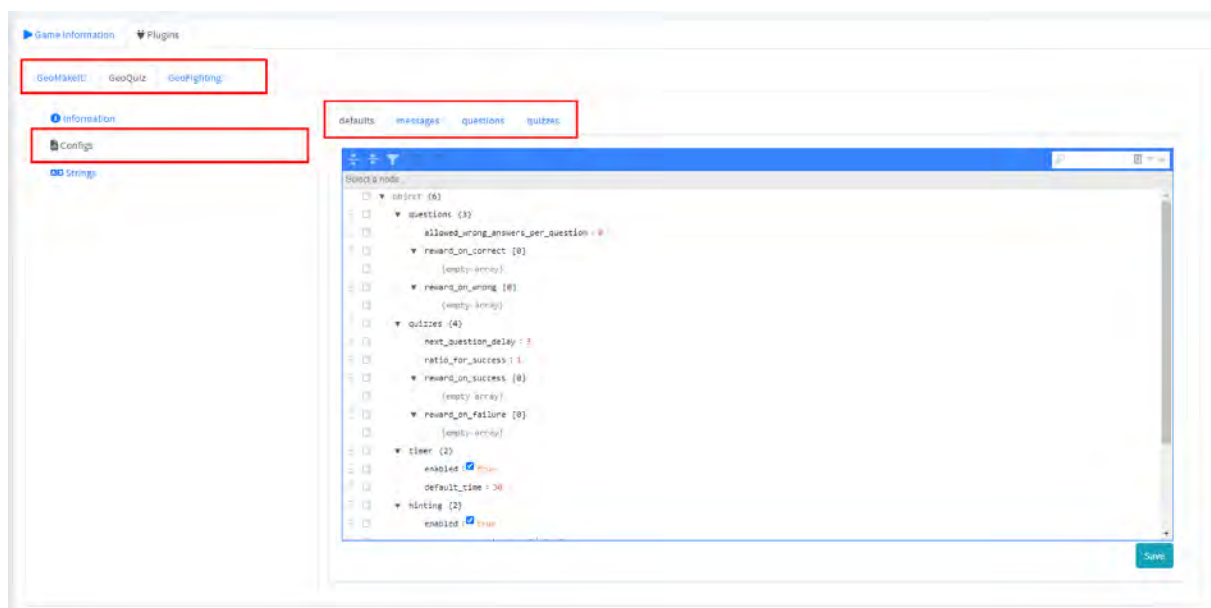 Game Information Plugins
GeoMakeIt! GeoQuiz GeoFighting
Information
Configs
Strings
defaults messages questions quizzes
Select a node...
object {6}
questions {3}
allowed_wrong_answers_per_question : 0
reward_on_correct [0]
(empty array)
reward_on_wrong [0]
(empty array)
quizzes {4}
next_question_delay : 3
ratio_for_success : 1
reward_on_success [0]
(empty array)
reward_on_failure [0]
(empty array)
timer {2}
enabled : true
default_time : 30
hinting {2}
enabled : true
Save